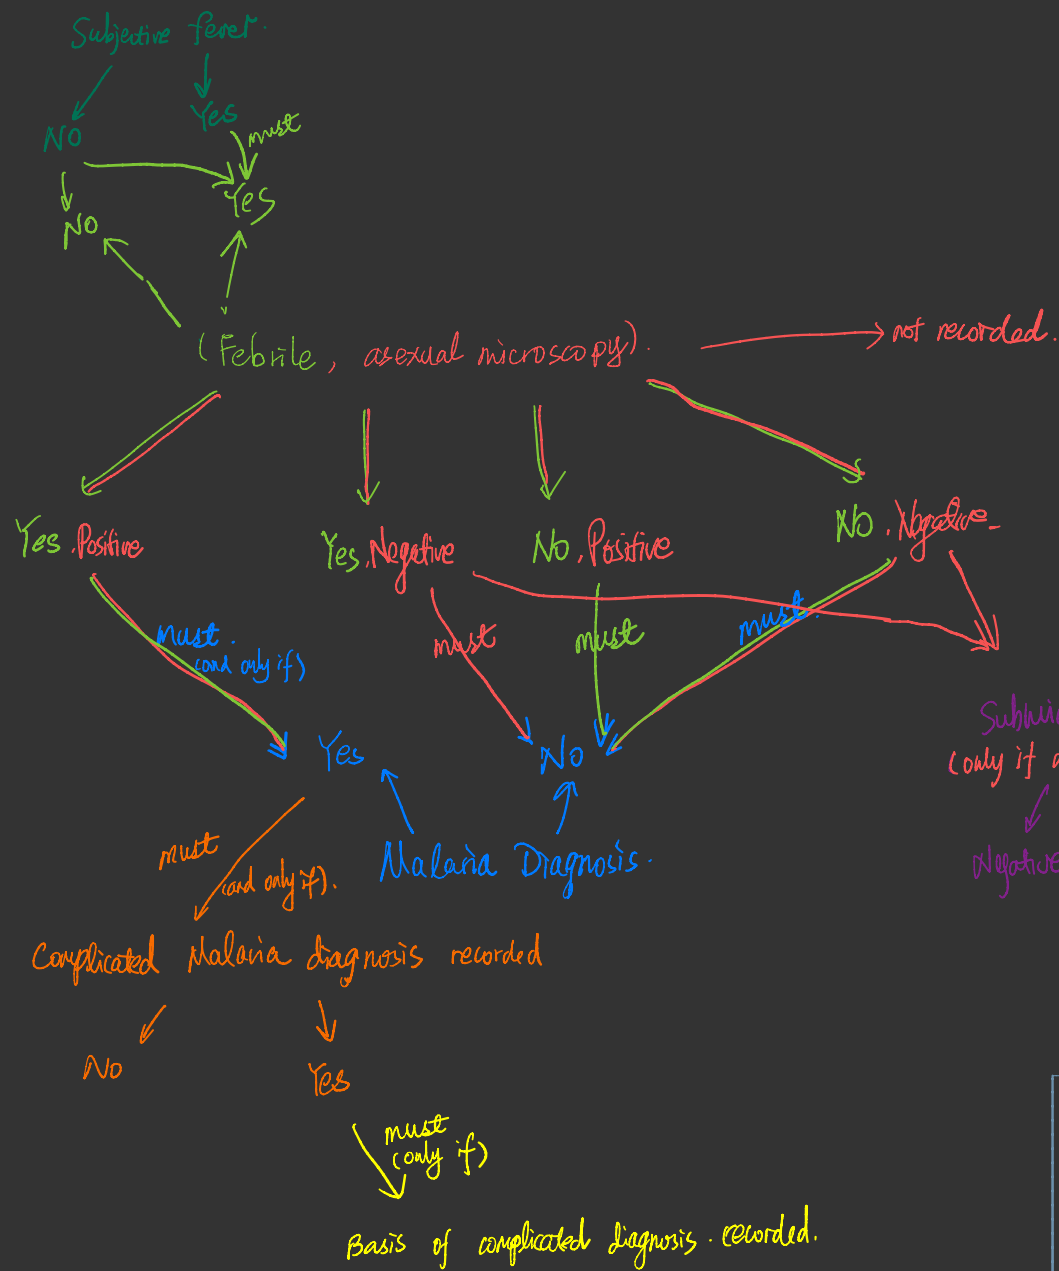 Subjective fever.
NO
Yes
must
Yes
NO
(Febrile, asexual microscopy).
not recorded.
Yes, Positive
Yes, Negative
No, Positive
No, Negative
must.
(and only if)
must
must
must.
Yes
No
(only if
Malaria Diagnosis.
Negative
must
(and only if).
Complicated Malaria diagnosis recorded
No
Yes
must
(only if)
Basis of complicated diagnosis. recorded.